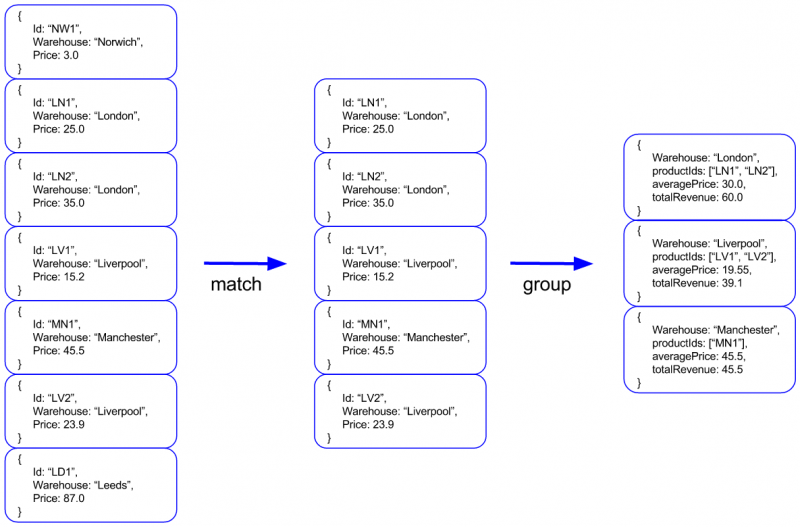 {
Id: “NW1”,
Warehouse: “Norwich”,
Price: 3.0
}
{
Id: “LN1”,
Warehouse: “London”,
Price: 25.0
}
{
Id: “LN2”,
Warehouse: “London”,
Price: 35.0
}
{
Id: “LV1”,
Warehouse: “Liverpool”,
Price: 15.2
}
{
Id: “MN1”,
Warehouse: “Manchester”,
Price: 45.5
}
{
Id: “LV2”,
Warehouse: “Liverpool”,
Price: 23.9
}
{
Id: “LD1”,
Warehouse: “Leeds”,
Price: 87.0
}
match
{
Id: “LN1”,
Warehouse: “London”,
Price: 25.0
}
{
Id: “LN2”,
Warehouse: “London”,
Price: 35.0
}
{
Id: “LV1”,
Warehouse: “Liverpool”,
Price: 15.2
}
{
Id: “MN1”,
Warehouse: “Manchester”,
Price: 45.5
}
{
Id: “LV2”,
Warehouse: “Liverpool”,
Price: 23.9
}
group
{
Warehouse: “London”,
productIds: [“LN1”, “LN2”],
averagePrice: 30.0,
totalRevenue: 60.0
}
{
Warehouse: “Liverpool”,
productIds: [“LV1”, “LV2”],
averagePrice: 19.55,
totalRevenue: 39.1
}
{
Warehouse: “Manchester”,
productIds: [“MN1”],
averagePrice: 45.5,
totalRevenue: 45.5
}